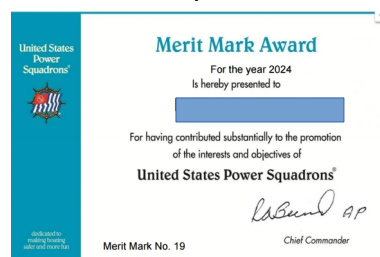 United States
Power
Squadrons®
Merit Mark Award
For the year 2024
Is hereby presented to
For having contributed substantially to the promotion
of the interests and objectives of
United States Power Squadrons®
AP
Chief Commander
Merit Mark No. 19
dedicated to
making boating
safer and more fun